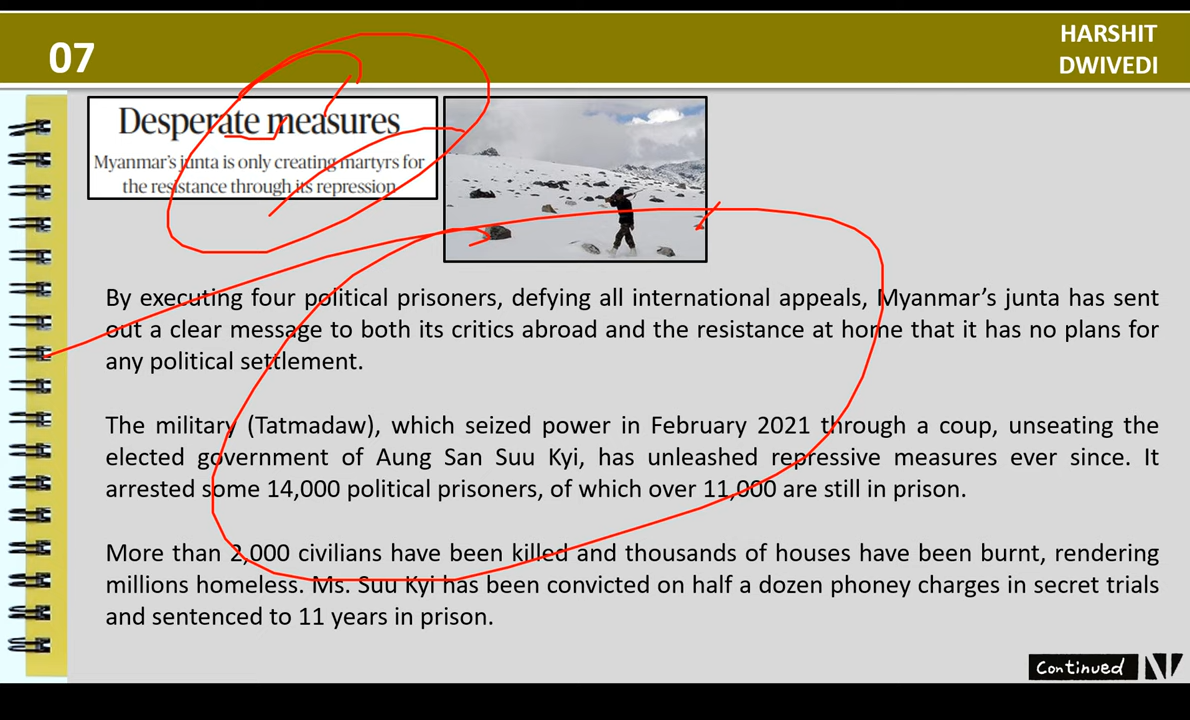 07
HARSHIT
DWIVEDI
Desperate measures
Myanmar's junta is only creating martyrs for
the resistance through its repression
By executing four political prisoners, defying all international appeals, Myanmar's junta has sent
out a clear message to both its critics abroad and the resistance at home that it has no plans for
any political settlement.
The military (Tatmadaw), which seized power in February 2021 through a coup, unseating the
elected government of Aung San Suu Kyi, has unleashed repressive measures ever since. It
arrested some 14,000 political prisoners, of which over 11,000 are still in prison.
More than 2,000 civilians have been killed and thousands of houses have been burnt, rendering
millions homeless. Ms. Suu Kyi has been convicted on half a dozen phoney charges in secret trials
and sentenced to 11 years in prison.
Continued